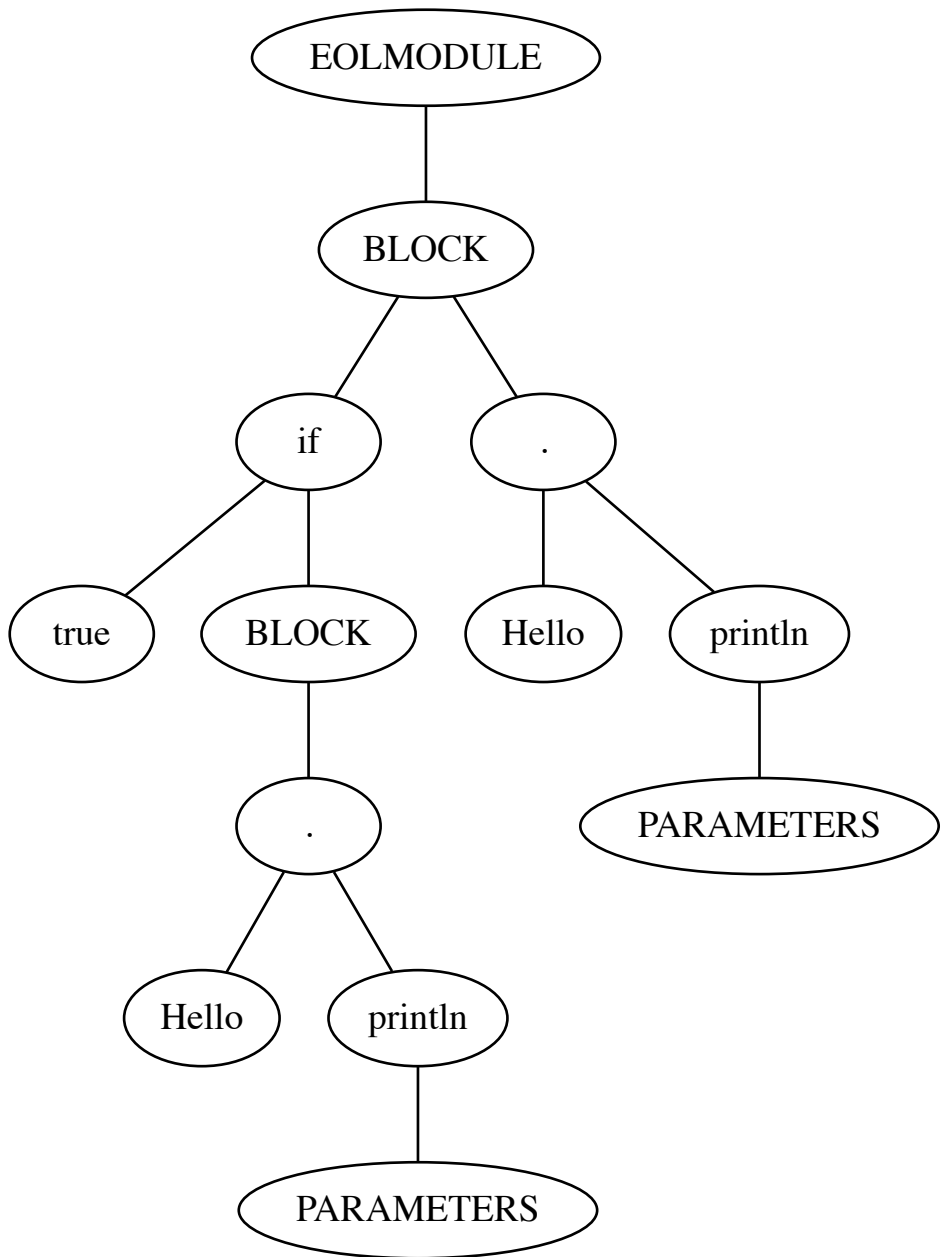 EOLMODULE
BLOCK
if
.
true
BLOCK
Hello
println
.
PARAMETERS
Hello
println
PARAMETERS